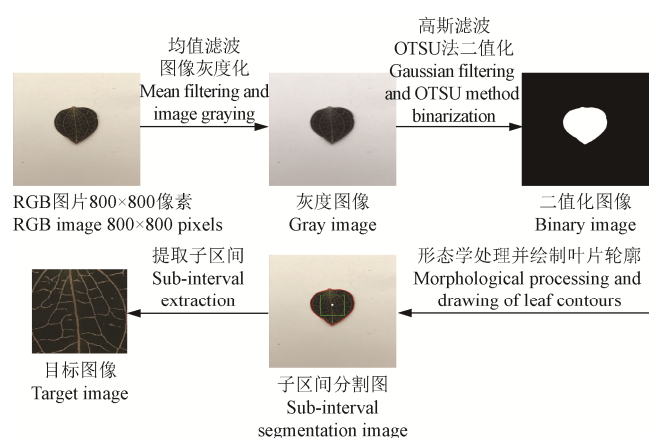 均值滤波
图像灰度化
Mean filtering and
image graying
高斯滤波
OTSU法二值化
Gaussian filtering
and OTSU method
binarization
RGB图片800×800像素
RGB image 800×800 pixels
灰度图像
Gray image
二值化图像
Binary image
提取子区间
Sub-interval
extraction
形态学处理并绘制叶片轮廓
Morphological processing and
drawing of leaf contours
目标图像
Target image
子区间分割图
Sub-interval
segmentation image